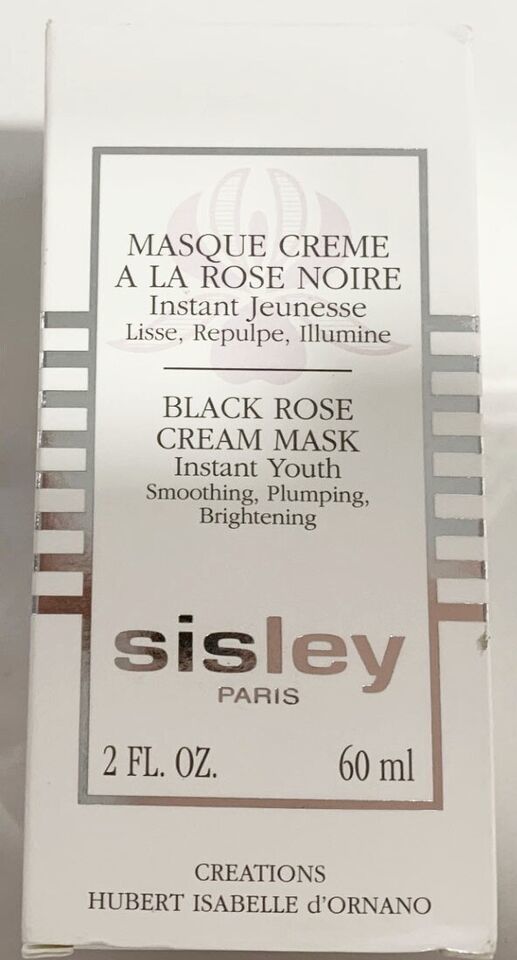 MASQUE CREME
A LA ROSE NOIRE
Instant Jeunesse
Lisse, Repulpe, Illumine
BLACK ROSE
CREAM MASK
Instant Youth
Smoothing, Plumping,
Brightening
sisley
PARIS
2 FL. OZ. 60 ml
CREATIONS
HUBERT ISABELLE d'ORNANO